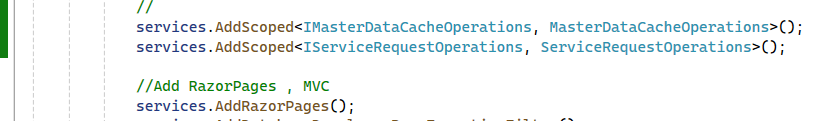 //
services.AddScoped<IMasterDataCacheOperations, MasterDataCacheOperations>();
services.AddScoped<IServiceRequestOperations, ServiceRequestOperations>();
//Add RazorPages , MVC
services.AddRazorPages();